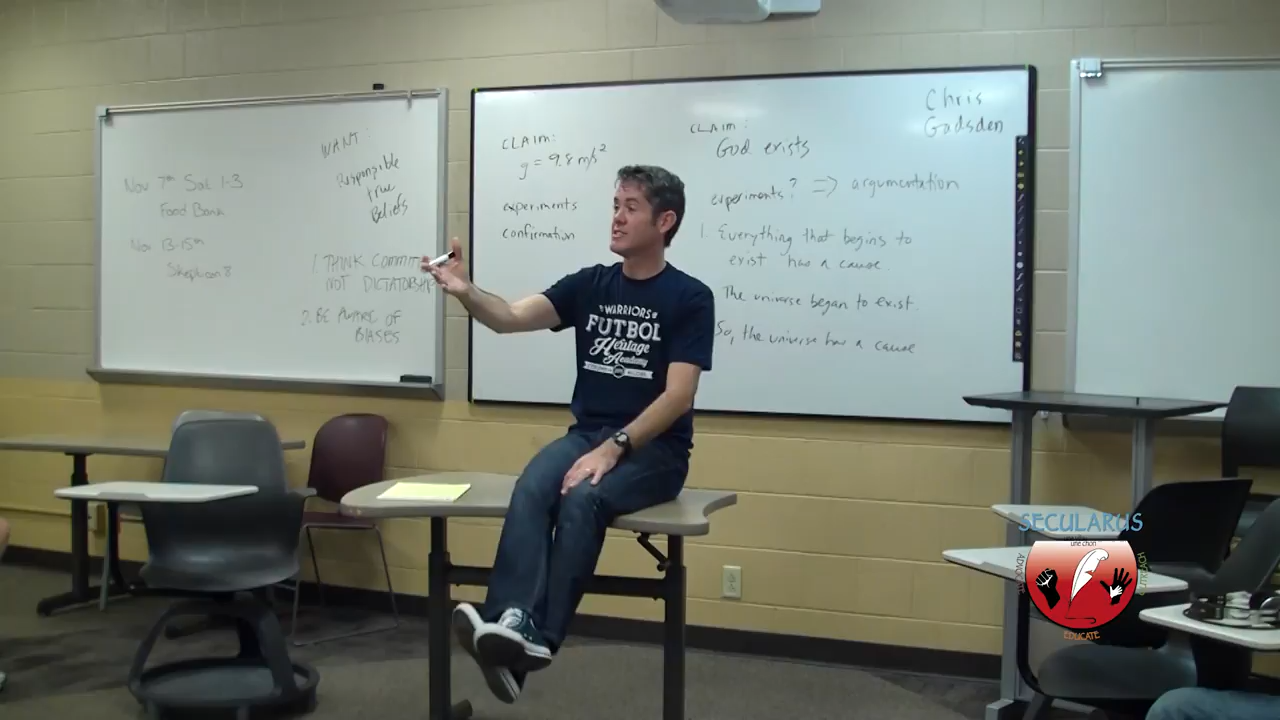 WANT:
Responsible
true
Beliefs
Nov 7th Sat 1-3
Food Bank
Nov 13-15th
Skepticon 8
1. THINK COMMITT
NOT DICTATORSHIP
2. BE AWARE OF
BIASES
CLAIM:
g = 9.8 m/s²
experiments
confirmation
Chris
Gadsden
CLAIM:
God exists
experiments? => argumentation
1. Everything that begins to
exist has a cause.
The universe began to exist.
So, the universe has a cause
WARRIORS
FUTBOL
Heritage
Academy
SECULARUS
EDUCATE